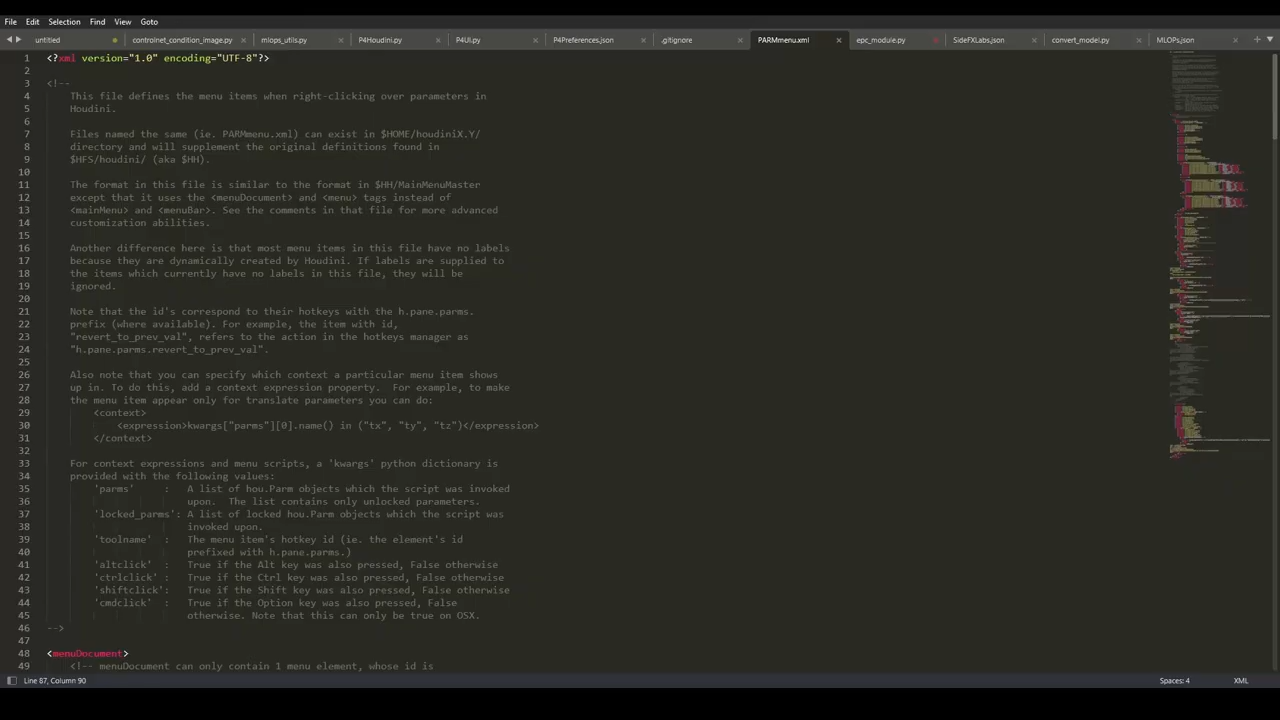 File Edit Selection Find View Goto
untitled controlnet_condition_image.py mlops_utils.py P4Houdini.py P4UI.py P4Preferences.json .gitignore PARMmenu.xml epc_module.py SideFXLabs.json convert_model.py MLOPs.json
1 <?xml version="1.0" encoding="UTF-8"?>
2
3 <!--
4 This file defines the menu items when right-clicking over parameters in
5 Houdini.
6
7 Files named the same (ie. PARMmenu.xml) can exist in $HOME/houdiniX.Y/
8 directory and will supplement the original definitions found in
9 $HFS/houdini/ (aka $HH).
10
11 The format in this file is similar to the format in $HH/MainMenuMaster
12 except that it uses the <menuDocument> and <menu> tags instead of
13 <mainMenu> and <menuBar>. See the comments in that file for more advanced
14 customization abilities.
15
16 Another difference here is that most menu items in this file have no labels
17 because they are dynamically created by Houdini. If labels are supplied to
18 the items which currently have no labels in this file, they will be
19 ignored.
20
21 Note that the id's correspond to their hotkeys with the h.pane.parms.
22 prefix (where available). For example, the item with id,
23 "revert_to_prev_val", refers to the action in the hotkeys manager as
24 "h.pane.parms.revert_to_prev_val".
25
26 Also note that you can specify which context a particular menu item shows
27 up in. To do this, add a context expression property. For example, to make
28 the menu item appear only for translate parameters you can do:
29 <context>
30 <expression>kwargs["parms"][0].name() in ("tx", "ty", "tz")</expression>
31 </context>
32
33 For context expressions and menu scripts, a 'kwargs' python dictionary is
34 provided with the following values:
35 'parms' : A list of hou.Parm objects which the script was invoked
36 upon. The list contains only unlocked parameters.
37 'locked_parms': A list of locked hou.Parm objects which the script was
38 invoked upon.
39 'toolname' : The menu item's hotkey id (ie. the element's id
40 prefixed with h.pane.parms.)
41 'altclick' : True if the Alt key was also pressed, False otherwise
42 'ctrlclick' : True if the Ctrl key was also pressed, False otherwise
43 'shiftclick': True if the Shift key was also pressed, False otherwise
44 'cmdclick' : True if the Option key was also pressed, False
45 otherwise. Note that this can only be true on OSX.
46 -->
47
48 <menuDocument>
49 <!-- menuDocument can only contain 1 menu element, whose id is
Line 87, Column 90 Spaces: 4 XML